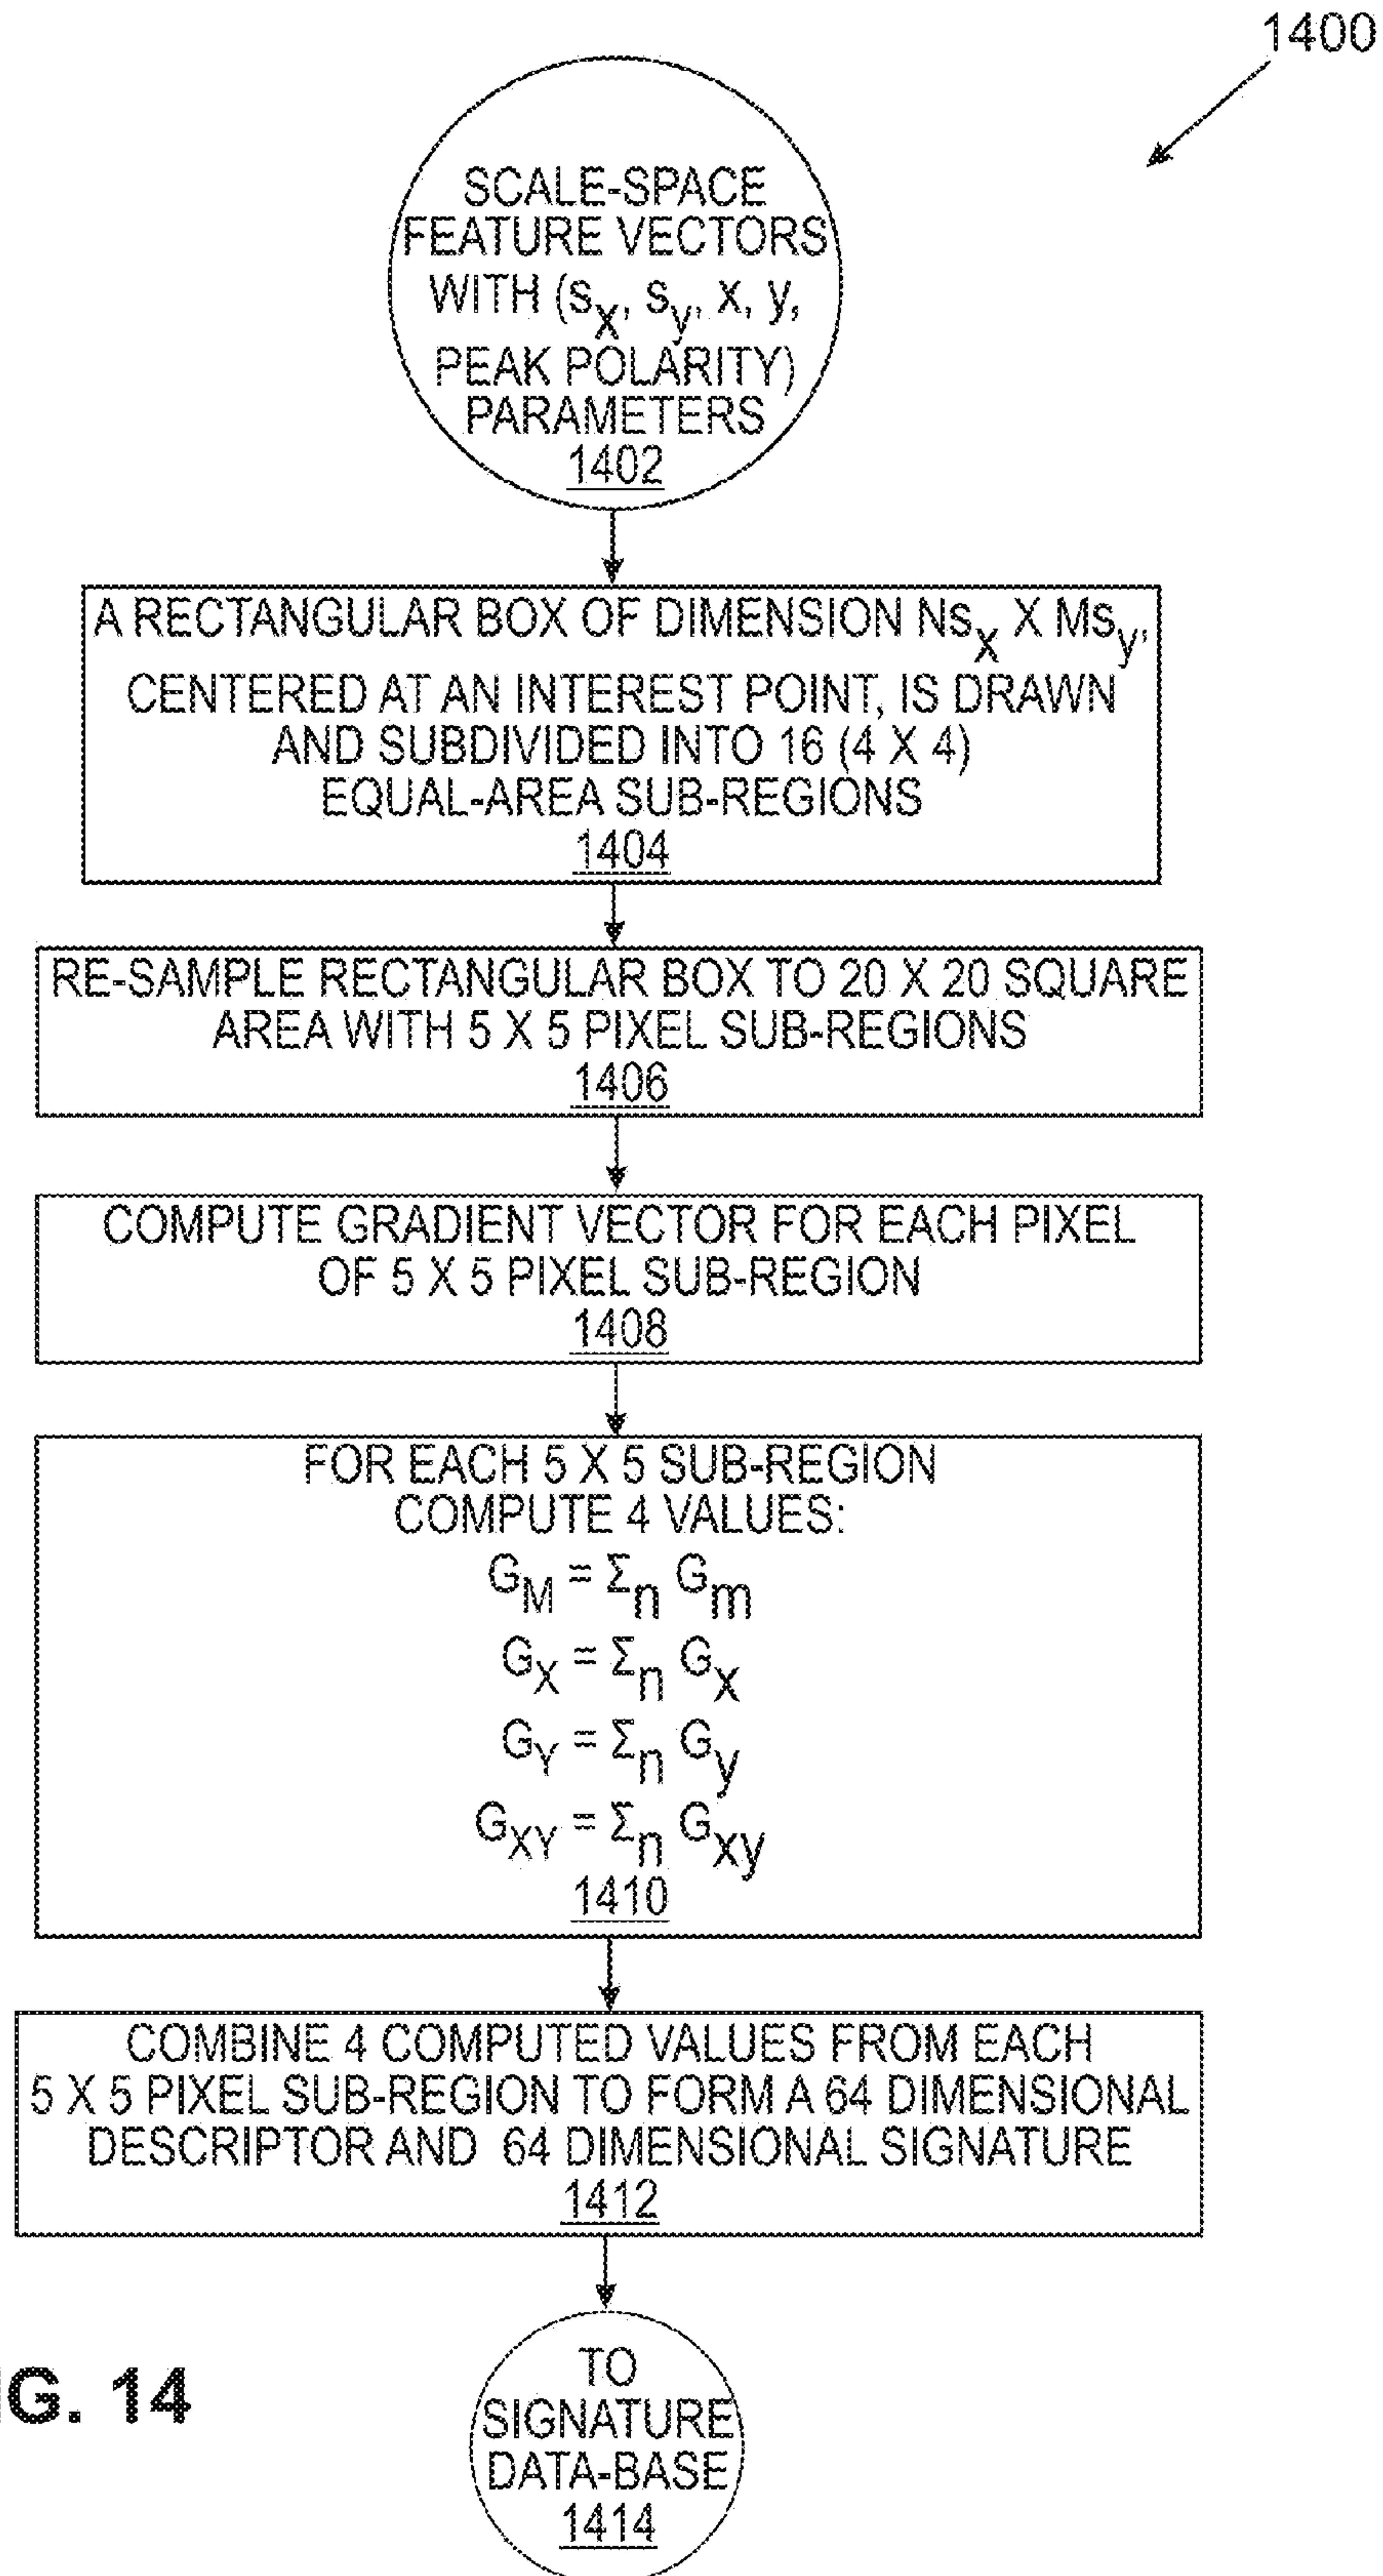 1400
SCALE-SPACE
FEATURE VECTORS
WITH (sx, sy, x, y,
PEAK POLARITY)
PARAMETERS
1402
A RECTANGULAR BOX OF DIMENSION Nsx X Msy,
CENTERED AT AN INTEREST POINT, IS DRAWN
AND SUBDIVIDED INTO 16 (4 X 4)
EQUAL-AREA SUB-REGIONS
1404
RE-SAMPLE RECTANGULAR BOX TO 20 X 20 SQUARE
AREA WITH 5 X 5 PIXEL SUB-REGIONS
1406
COMPUTE GRADIENT VECTOR FOR EACH PIXEL
OF 5 X 5 PIXEL SUB-REGION
1408
FOR EACH 5 X 5 SUB-REGION
COMPUTE 4 VALUES:
GM = Σn Gm
GX = Σn Gx
GY = Σn Gy
GXY = Σn Gxy
1410
COMBINE 4 COMPUTED VALUES FROM EACH
5 X 5 PIXEL SUB-REGION TO FORM A 64 DIMENSIONAL
DESCRIPTOR AND 64 DIMENSIONAL SIGNATURE
1412
TO
SIGNATURE
DATA-BASE
1414
G. 14